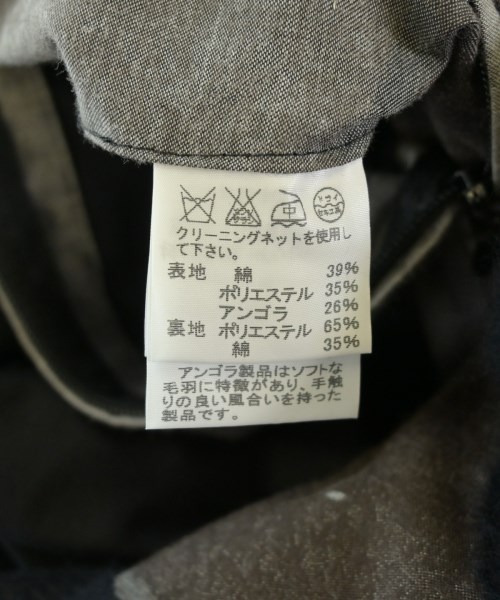 中
ドライ
クリーニングネットを使用し
て下さい。
表地 綿 39%
ポリエステル 35%
アンゴラ 26%
裏地 ポリエステル 65%
綿 35%
アンゴラ製品はソフトな
毛羽に特徴があり、手触
りの良い風合いを持った
製品です。